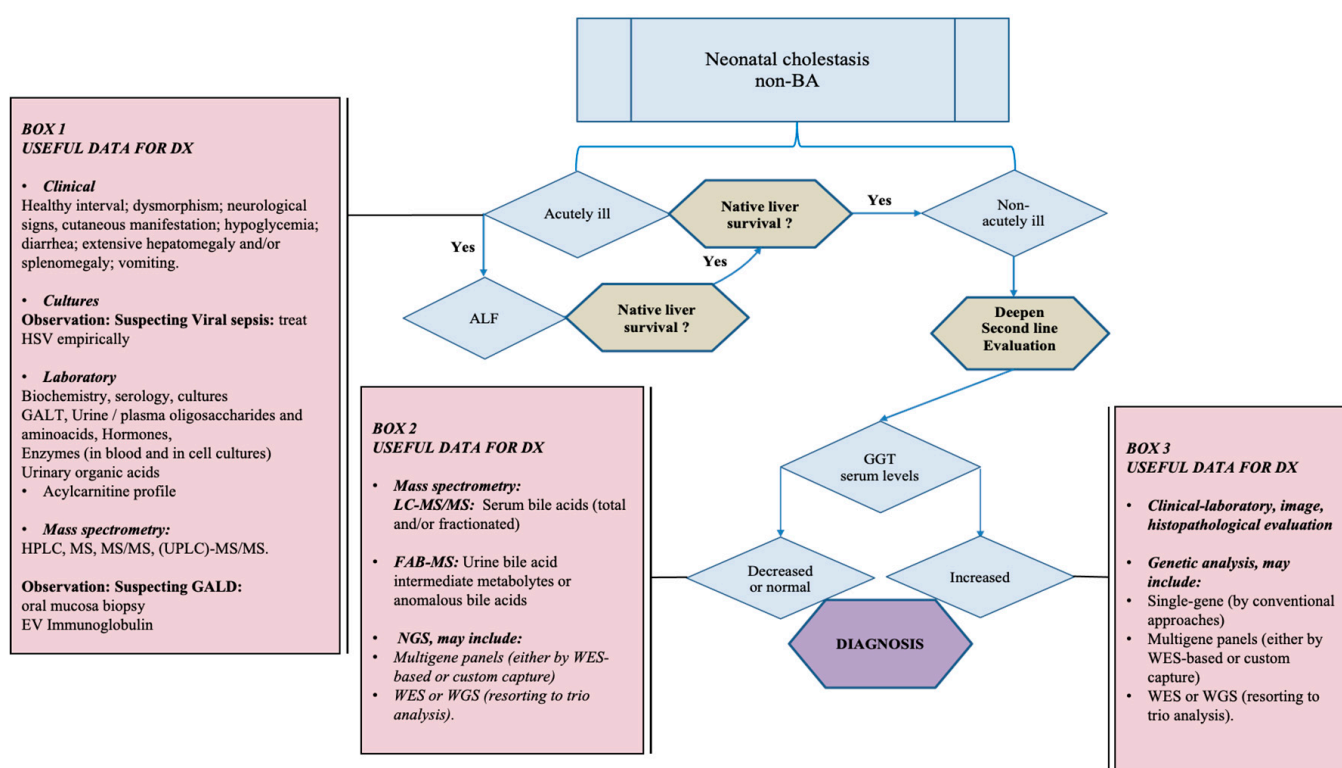 Neonatal cholestasis
non-BA
BOX 1
USEFUL DATA FOR DX
• Clinical
Healthy interval; dysmorphism; neurological
signs, cutaneous manifestation; hypoglycemia;
diarrhea; extensive hepatomegaly and/or
splenomegaly; vomiting.
• Cultures
Observation: Suspecting Viral sepsis: treat
HSV empirically
• Laboratory
Biochemistry, serology, cultures
GALT, Urine / plasma oligosaccharides and
aminoacids, Hormones,
Enzymes (in blood and in cell cultures)
Urinary organic acids
• Acylcarnitine profile
• Mass spectrometry:
HPLC, MS, MS/MS, (UPLC)-MS/MS.
Observation: Suspecting GALD:
oral mucosa biopsy
EV Immunoglobulin
Acutely ill
Native liver
survival ?
Yes
Non-
acutely ill
Yes
Yes
ALF
Native liver
survival ?
Deepen
Second line
Evaluation
BOX 2
USEFUL DATA FOR DX
• Mass spectrometry:
LC-MS/MS: Serum bile acids (total
and/or fractionated)
• FAB-MS: Urine bile acid
intermediate metabolytes or
anomalous bile acids
• NGS, may include:
• Multigene panels (either by WES-
based or custom capture)
• WES or WGS (resorting to trio
analysis).
GGT
serum levels
Decreased
or normal
Increased
DIAGNOSIS
BOX 3
USEFUL DATA FOR DX
• Clinical-laboratory, image,
histopathological evaluation
• Genetic analysis, may
include:
• Single-gene (by conventional
approaches)
• Multigene panels (either by
WES-based or custom
capture)
• WES or WGS (resorting to
trio analysis).